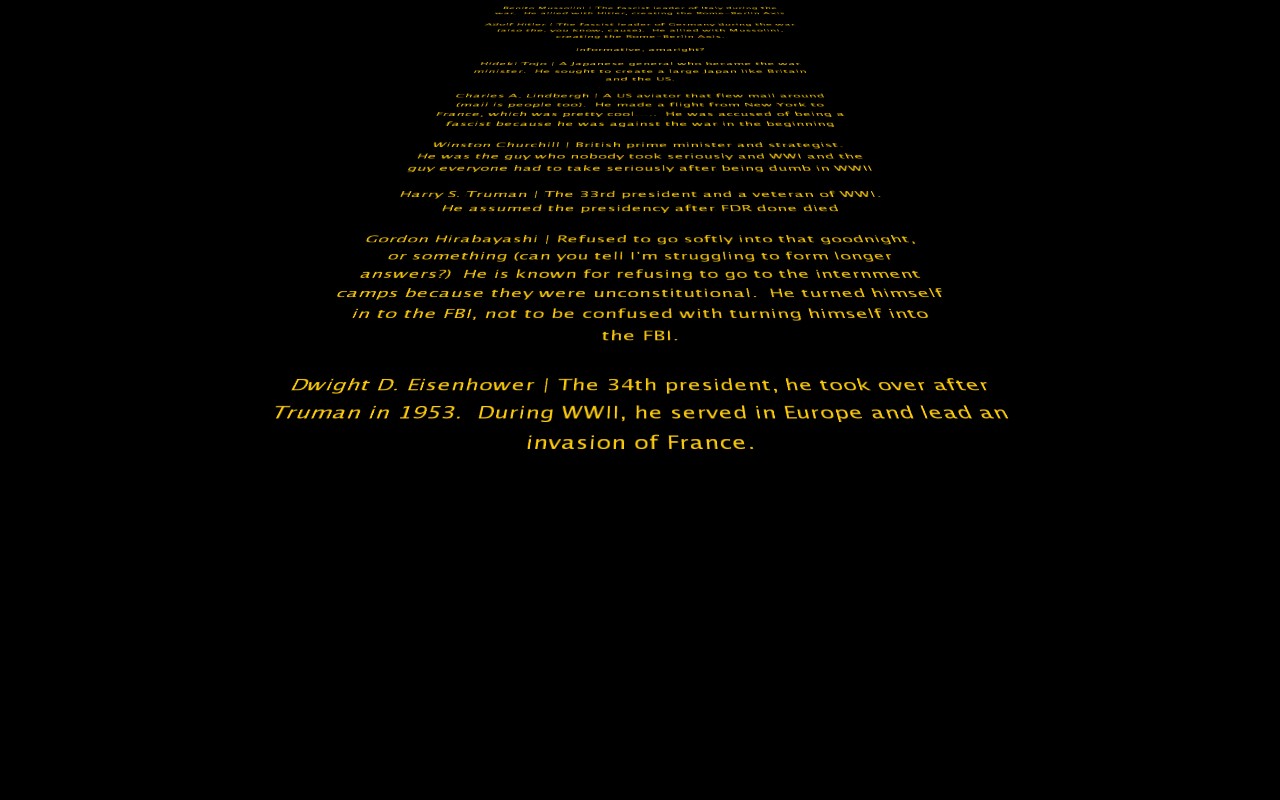 Benito Mussolini | The fascist leader of Italy during the
war. He allied with Hitler, creating the Rome-Berlin Axis
Adolf Hitler | The fascist leader of Germany during the war
(also the, you know, cause). He allied with Mussolini,
creating the Rome-Berlin Axis.
informative, amaright?
Hideki Tojo | A Japanese general who became the war
minister. He sought to create a large Japan like Britain
and the US.
Charles A. Lindbergh | A US aviator that flew mail around
(mail is people too). He made a flight from New York to
France, which was pretty cool ... He was accused of being a
fascist because he was against the war in the beginning
Winston Churchill | British prime minister and strategist.
He was the guy who nobody took seriously and WWI and the
guy everyone had to take seriously after being dumb in WWII
Harry S. Truman | The 33rd president and a veteran of WWI.
He assumed the presidency after FDR done died
Gordon Hirabayashi | Refused to go softly into that goodnight,
or something (can you tell I'm struggling to form longer
answers?) He is known for refusing to go to the internment
camps because they were unconstitutional. He turned himself
in to the FBI, not to be confused with turning himself into
the FBI.
Dwight D. Eisenhower | The 34th president, he took over after
Truman in 1953. During WWII, he served in Europe and lead an
invasion of France.